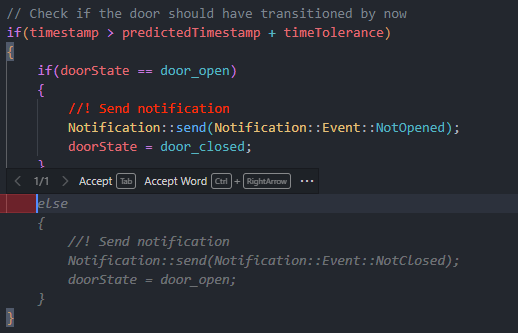 // Check if the door should have transitioned by now
if(timestamp > predictedTimestamp + timeTolerance)
{
    if(doorState == door_open)
    {
        //! Send notification
        Notification::send(Notification::Event::NotOpened);
        doorState = door_closed;
    }
< 1/1 > Accept Tab Accept Word Ctrl + RightArrow ···
    else
    {
        //! Send notification
        Notification::send(Notification::Event::NotClosed);
        doorState = door_open;
    }
}